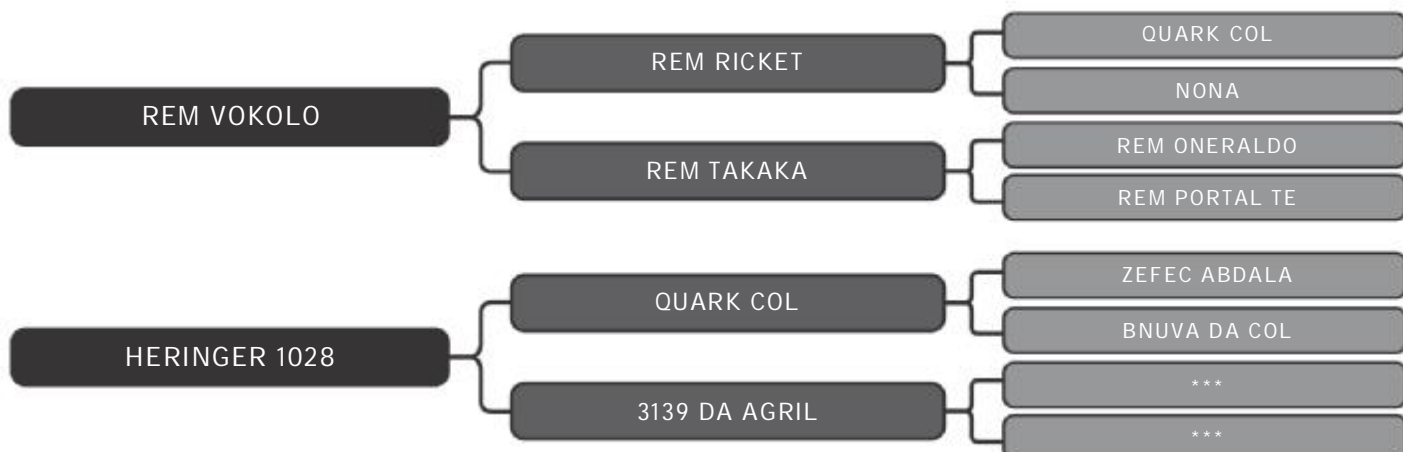 QUARK COL
REM RICKET
NONA
REM VOKOLO
REM ONERALDO
REM TAKAKA
REM PORTAL TE
ZEFEC ABDALA
QUARK COL
BNUVA DA COL
HERINGER 1028
***
3139 DA AGRIL
***